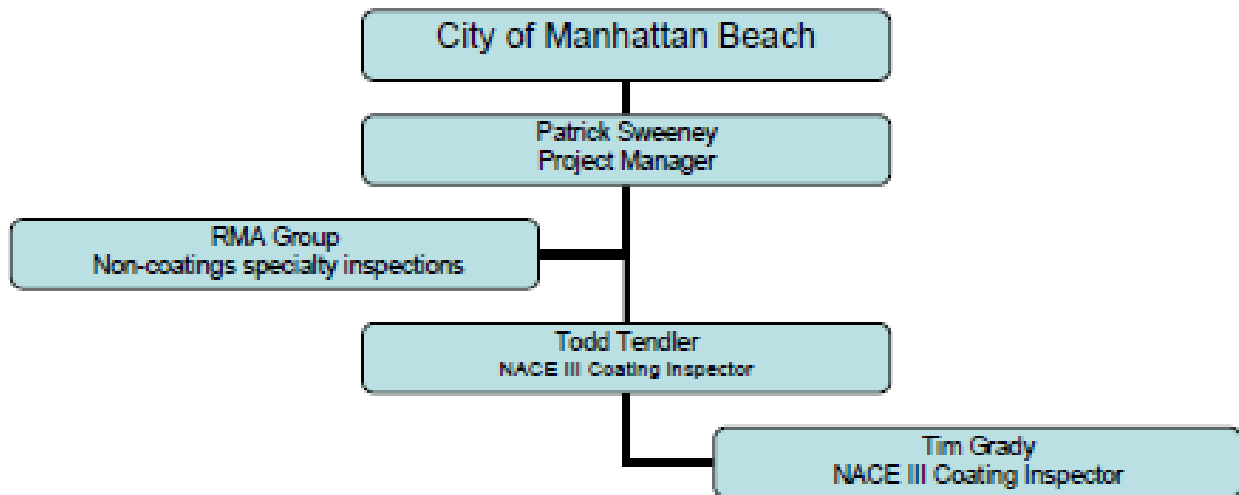 City of Manhattan Beach
Patrick Sweeney
Project Manager
RMA Group
Non-coatings specialty inspections
Todd Tendler
NACE III Coating Inspector
Tim Grady
NACE III Coating Inspector